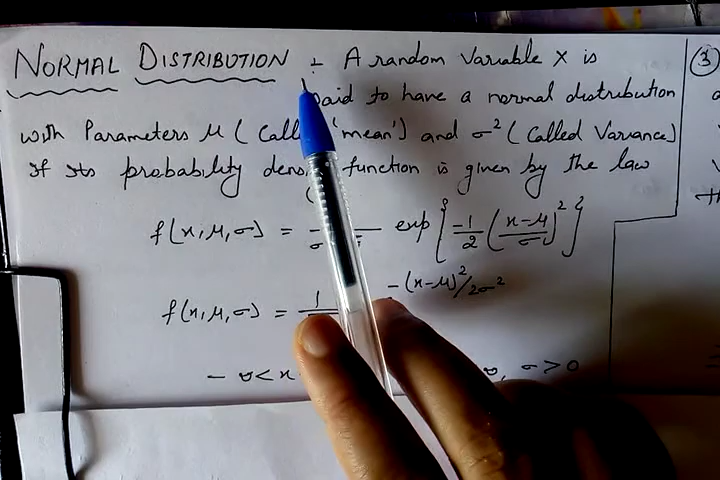 NORMAL DISTRIBUTION :- A random Variable X is
said to have a normal distribution
with Parameters μ ( Call 'mean') and σ² ( Called Variance)
If its probability dens function is given by the law
f(x, μ, σ) = exp{ -1/2 ( x-μ / σ )² }
f(x, μ, σ) = 1 -(x-μ)²/2σ²
- ∞ < x , σ > 0
3